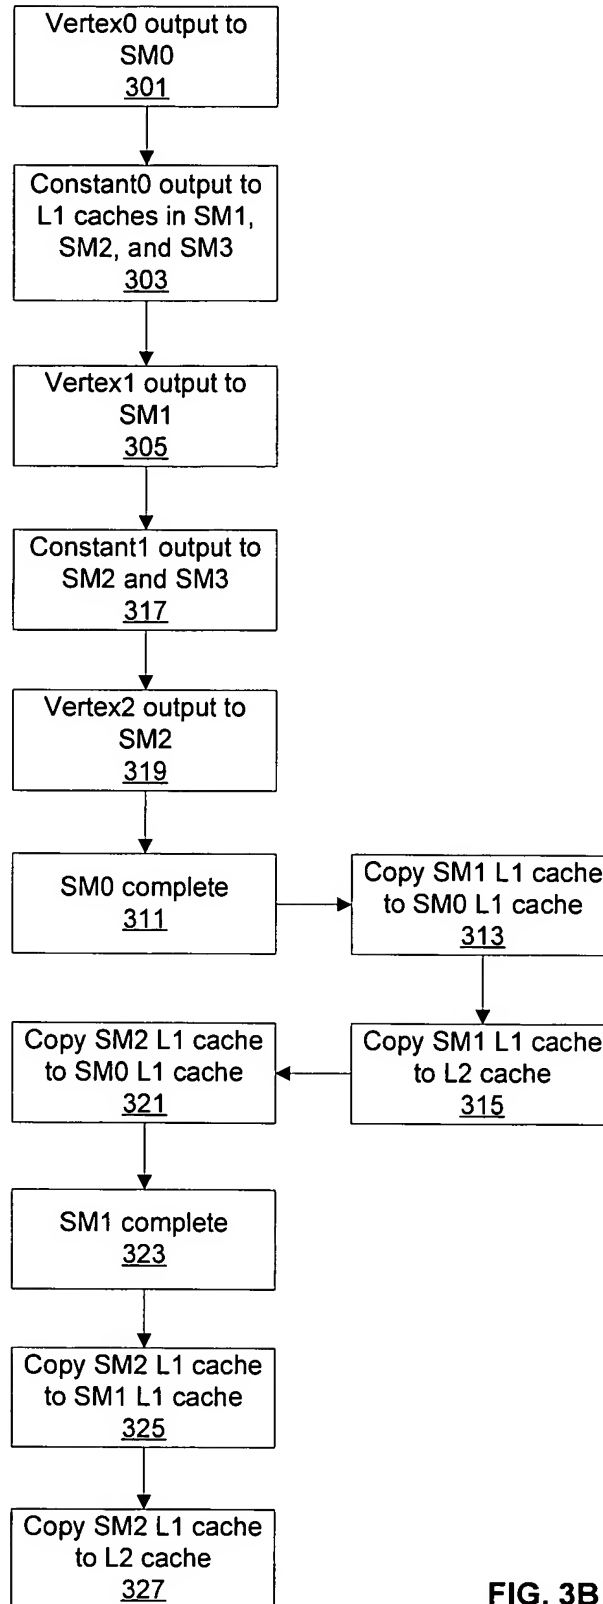 Vertex0 output to
SM0
301
Constant0 output to
L1 caches in SM1,
SM2, and SM3
303
Vertex1 output to
SM1
305
Constant1 output to
SM2 and SM3
317
Vertex2 output to
SM2
319
SM0 complete
311
Copy SM1 L1 cache
to SM0 L1 cache
313
Copy SM1 L1 cache
to L2 cache
315
Copy SM2 L1 cache
to SM0 L1 cache
321
SM1 complete
323
Copy SM2 L1 cache
to SM1 L1 cache
325
Copy SM2 L1 cache
to L2 cache
327
FIG. 3B